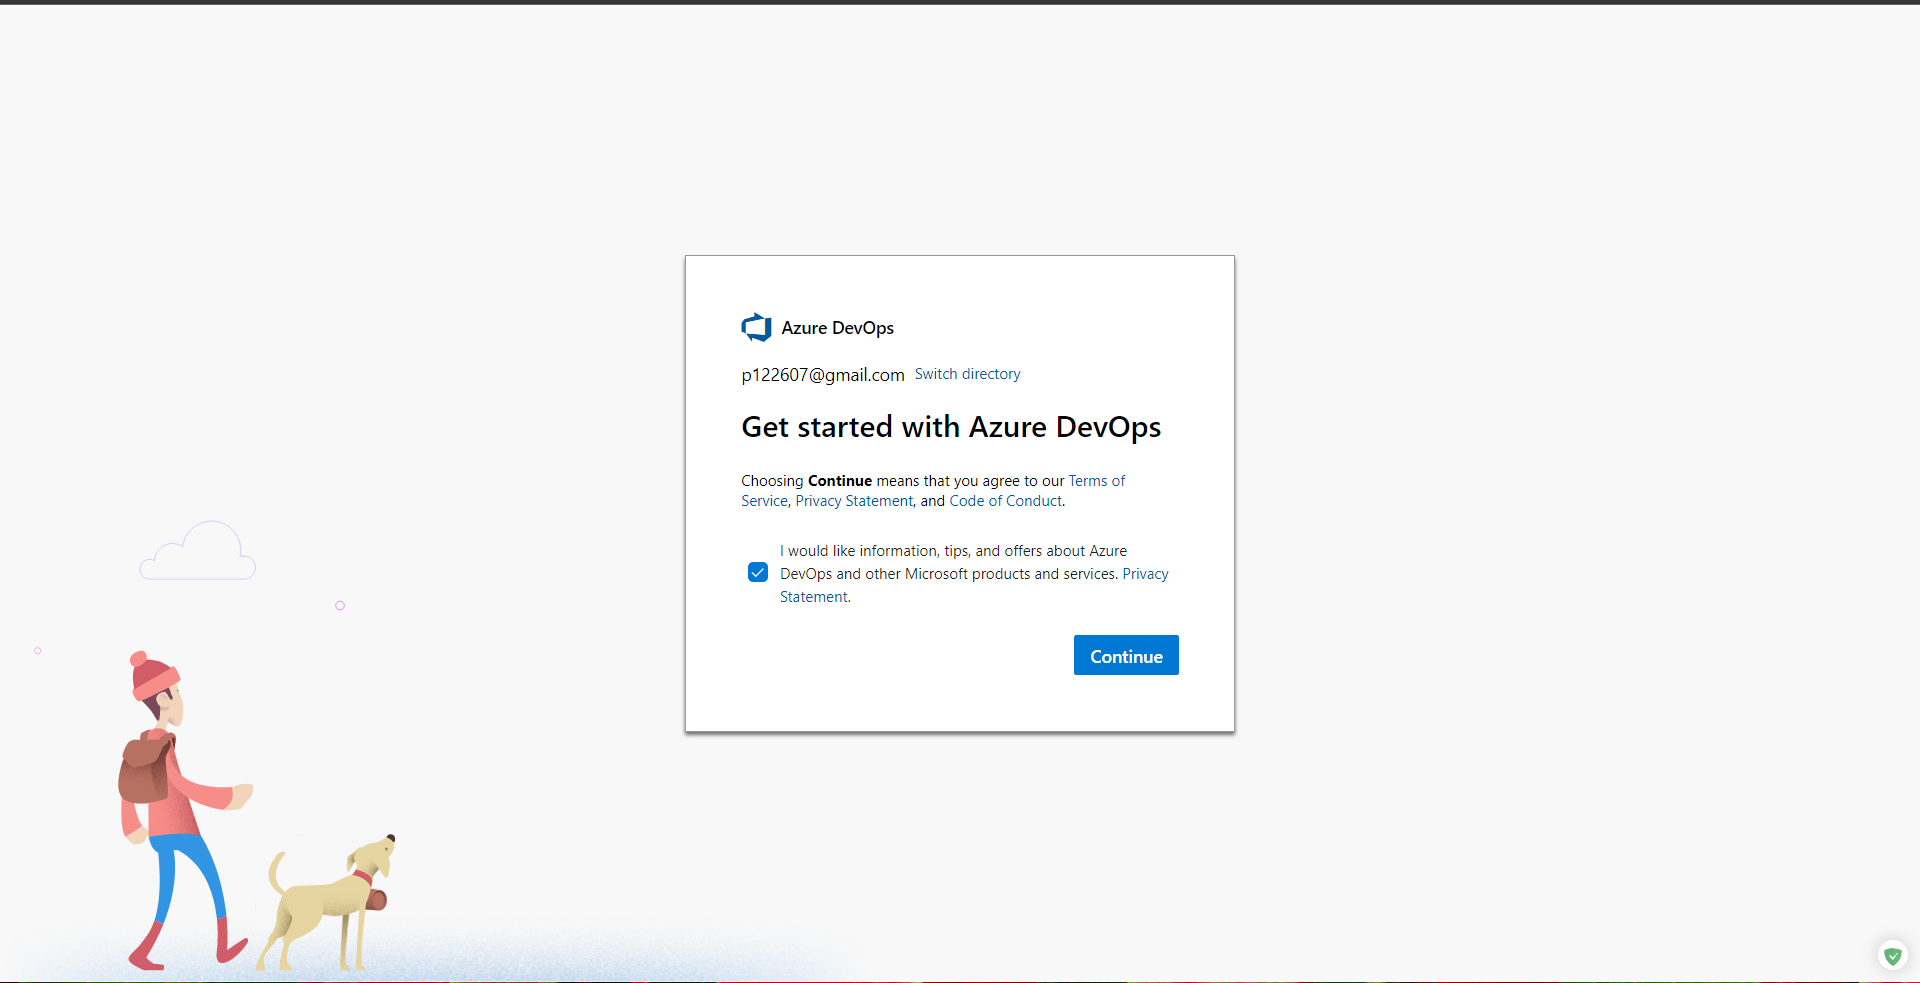 Azure DevOps
p122607@gmail.com Switch directory
Get started with Azure DevOps
Choosing Continue means that you agree to our Terms of
Service, Privacy Statement, and Code of Conduct.
I would like information, tips, and offers about Azure
DevOps and other Microsoft products and services. Privacy
Statement.
Continue